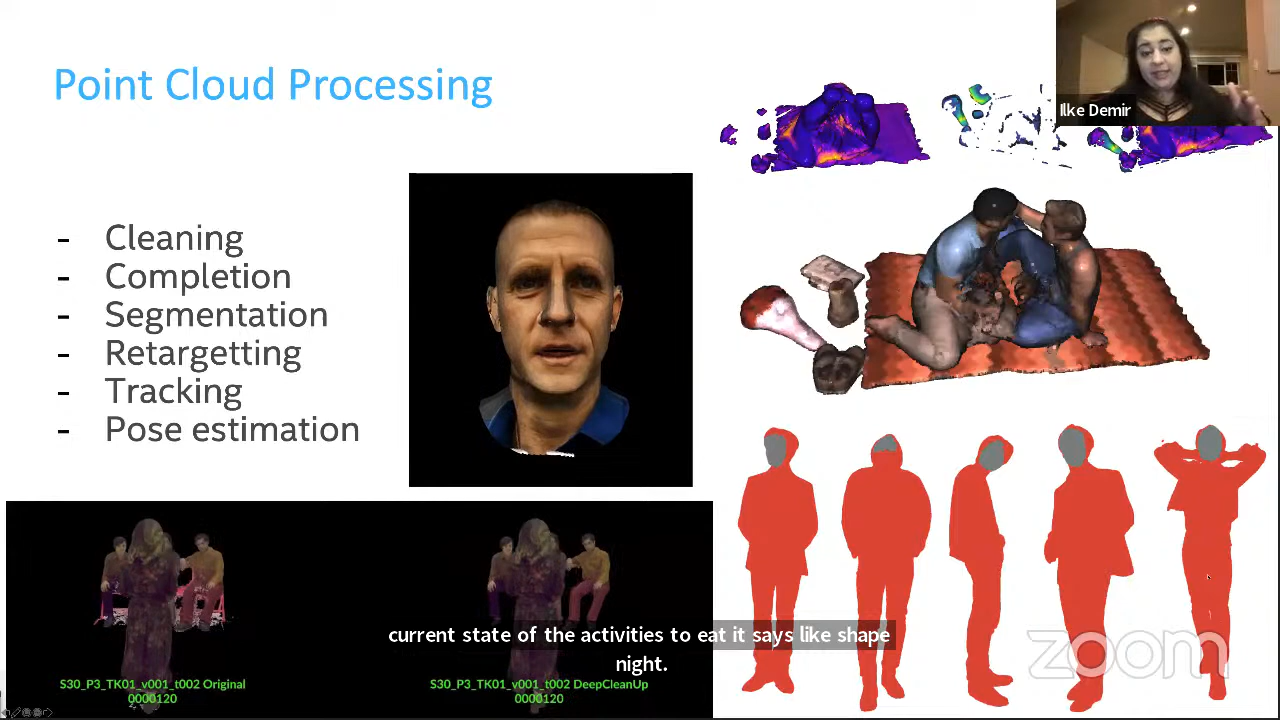 Point Cloud Processing
Ilke Demir
- Cleaning
- Completion
- Segmentation
- Retargetting
- Tracking
- Pose estimation
current state of the activities to eat it says like shape
night.
zoom
S30_P3_TK01_v001_t002 Original
0000120
S30_P3_TK01_v001_t002 DeepCleanUp
0000120